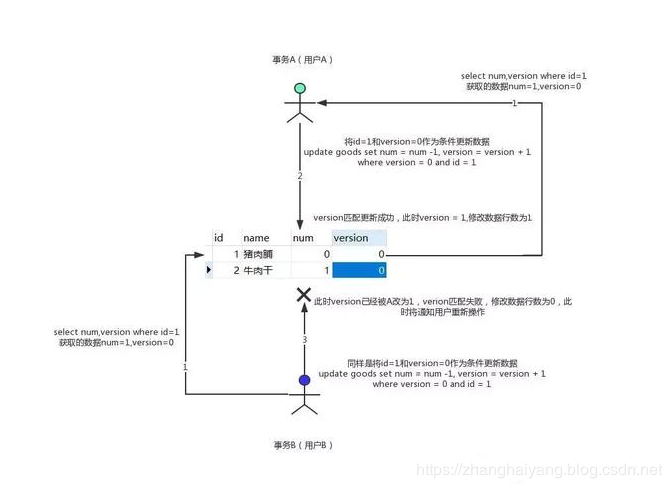 事务A（用户A）
select num,version where id=1
获取的数据num=1,version=0
1
将id=1和version=0作为条件更新数据
update goods set num = num -1, version = version + 1
where version = 0 and id = 1
2
version匹配更新成功，此时version = 1,修改数据行数为1
id name num version
1 猪肉脯 0 0
2 牛肉干 1 0
此时version已经被A改为1，verion匹配失败，修改数据行数为0，此
时将通知用户重新操作
select num,version where id=1
获取的数据num=1,version=0
1
3
同样是将id=1和version=0作为条件更新数据
update goods set num = num -1, version = version + 1
where version = 0 and id = 1
事务B（用户B）
https://zhanghaiyang.blog.csdn.net